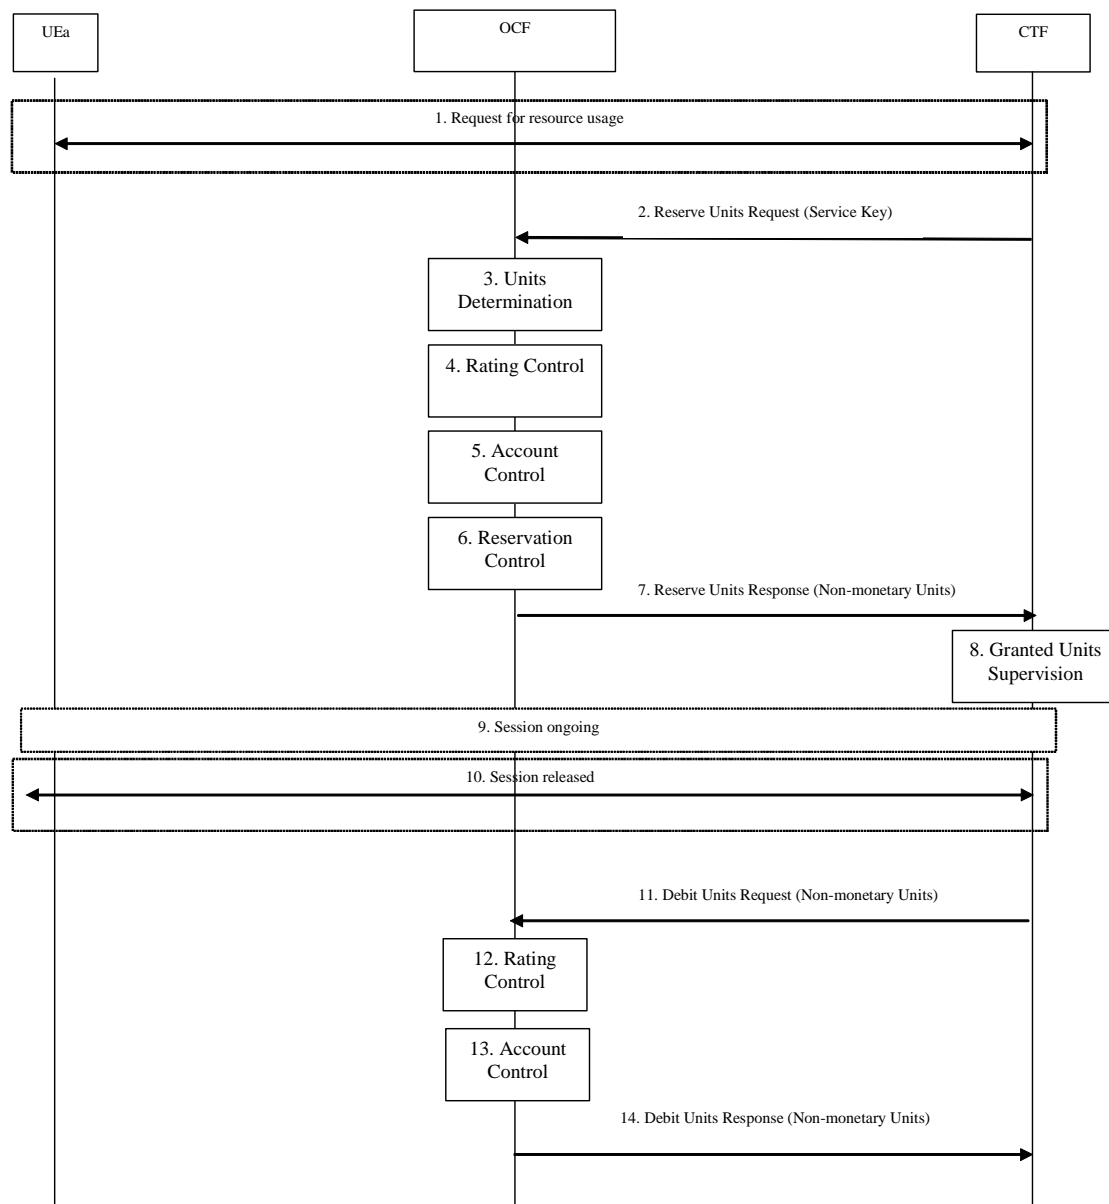 UEa
OCF
CTF
1. Request for resource usage
2. Reserve Units Request (Service Key)
3. Units
Determination
4. Rating Control
5. Account
Control
6. Reservation
Control
7. Reserve Units Response (Non-monetary Units)
8. Granted Units
Supervision
9. Session ongoing
10. Session released
11. Debit Units Request (Non-monetary Units)
12. Rating
Control
13. Account
Control
14. Debit Units Response (Non-monetary Units)